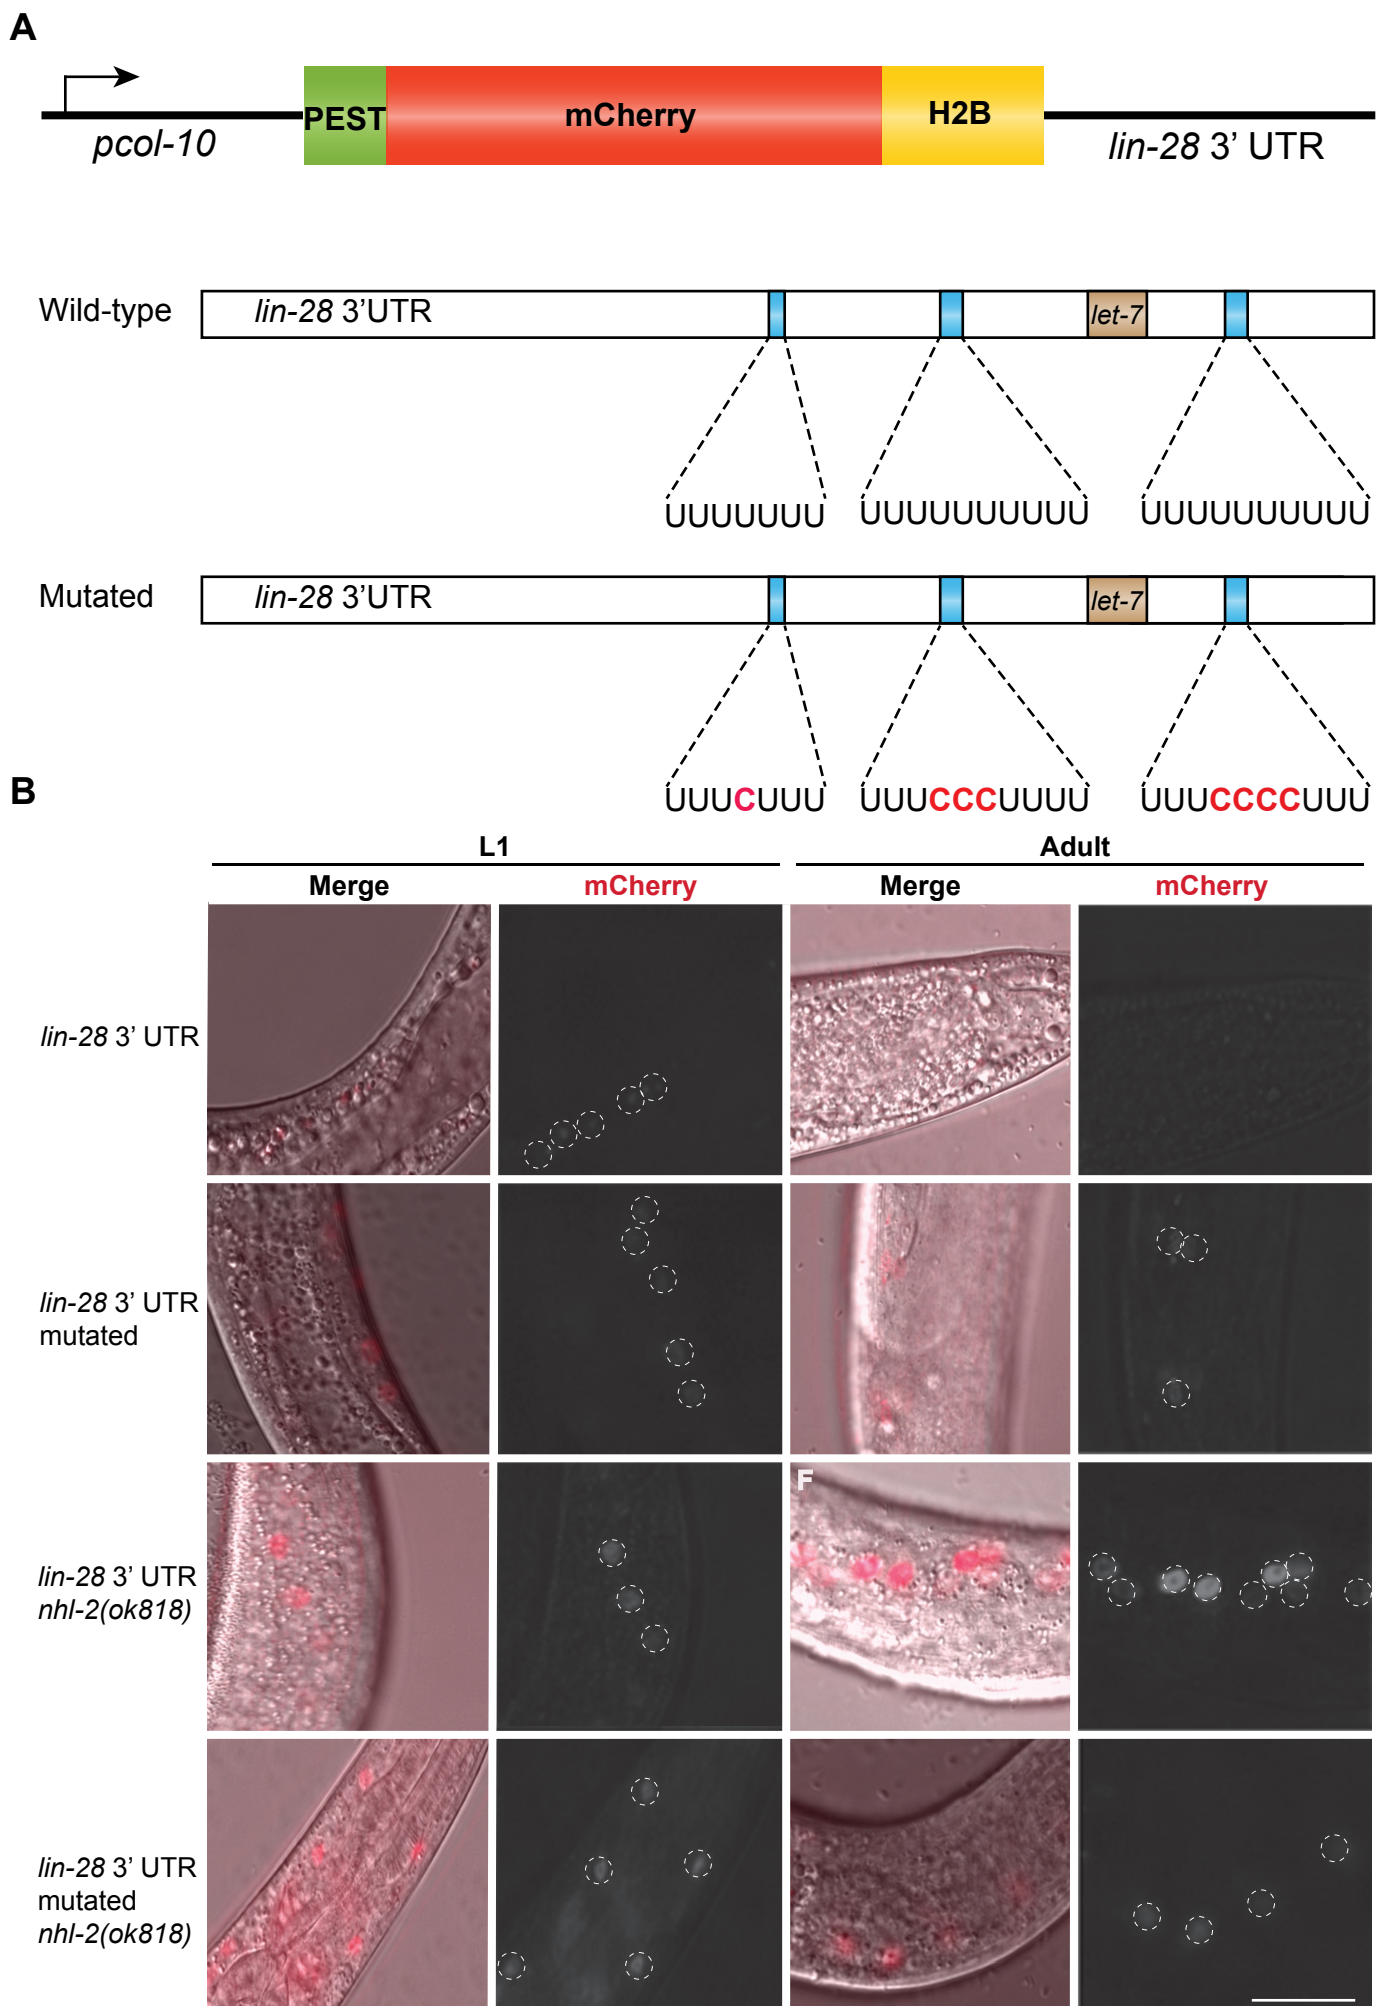 A
PEST
mCherry
H2B
pcol-10
lin-28 3’ UTR
Wild-type
lin-28 3’UTR
let-7
UUUUUUU
UUUUUUUUUU
UUUUUUUUUU
Mutated
lin-28 3’UTR
let-7
UUUCUUU
UUUCCCUUUU
UUUCCCCUUU
B
L1
Adult
Merge
mCherry
Merge
mCherry
lin-28 3’ UTR
lin-28 3’ UTR
mutated
F
lin-28 3’ UTR
nhl-2(ok818)
lin-28 3’ UTR
mutated
nhl-2(ok818)